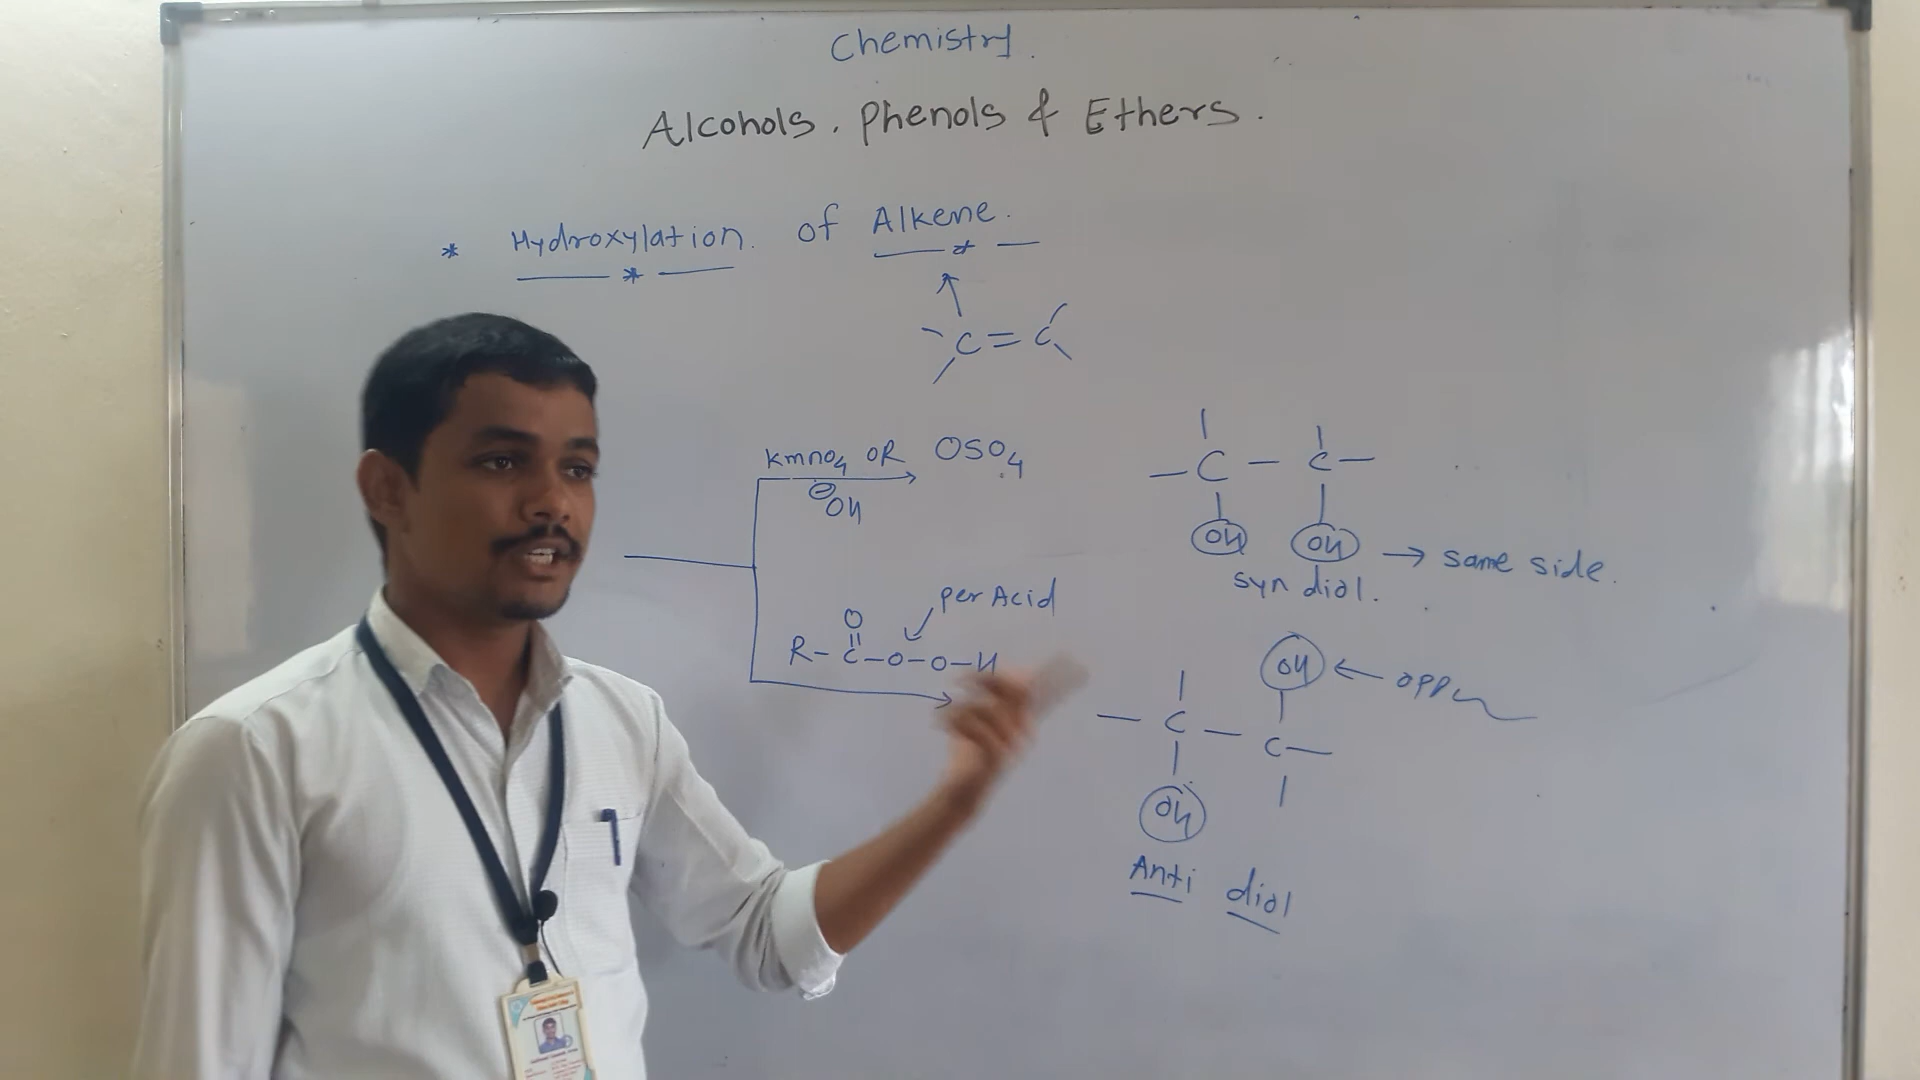 Chemistry.
Alcohols, Phenols & Ethers.
* Hydroxylation. of Alkene.
C = C
KMnO4 OR OSO4
⊖OH
- C - C -
OH OH → same side.
syn diol.
per Acid
O
R - C - O - O - H
OH ← opp
- C - C -
OH
Anti diol